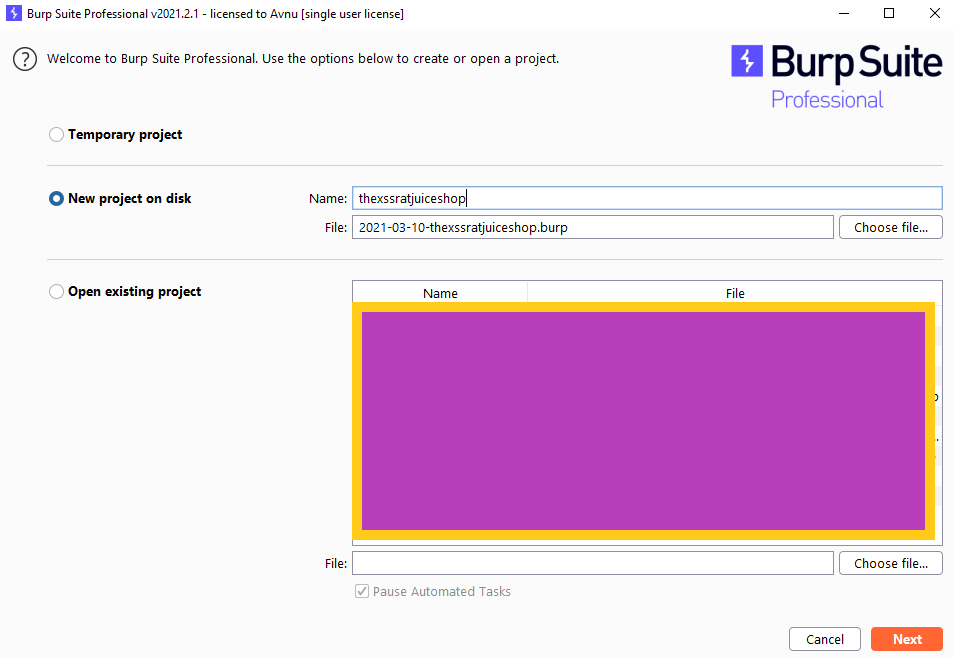 Burp Suite Professional v2021.2.1 - licensed to Avnu [single user license]
? Welcome to Burp Suite Professional. Use the options below to create or open a project.
Burp Suite
Professional
Temporary project
New project on disk
Name: thexssratjuiceshop
File: 2021-03-10-thexssratjuiceshop.burp Choose file...
Open existing project
Name File
File: Choose file...
Pause Automated Tasks
Cancel Next